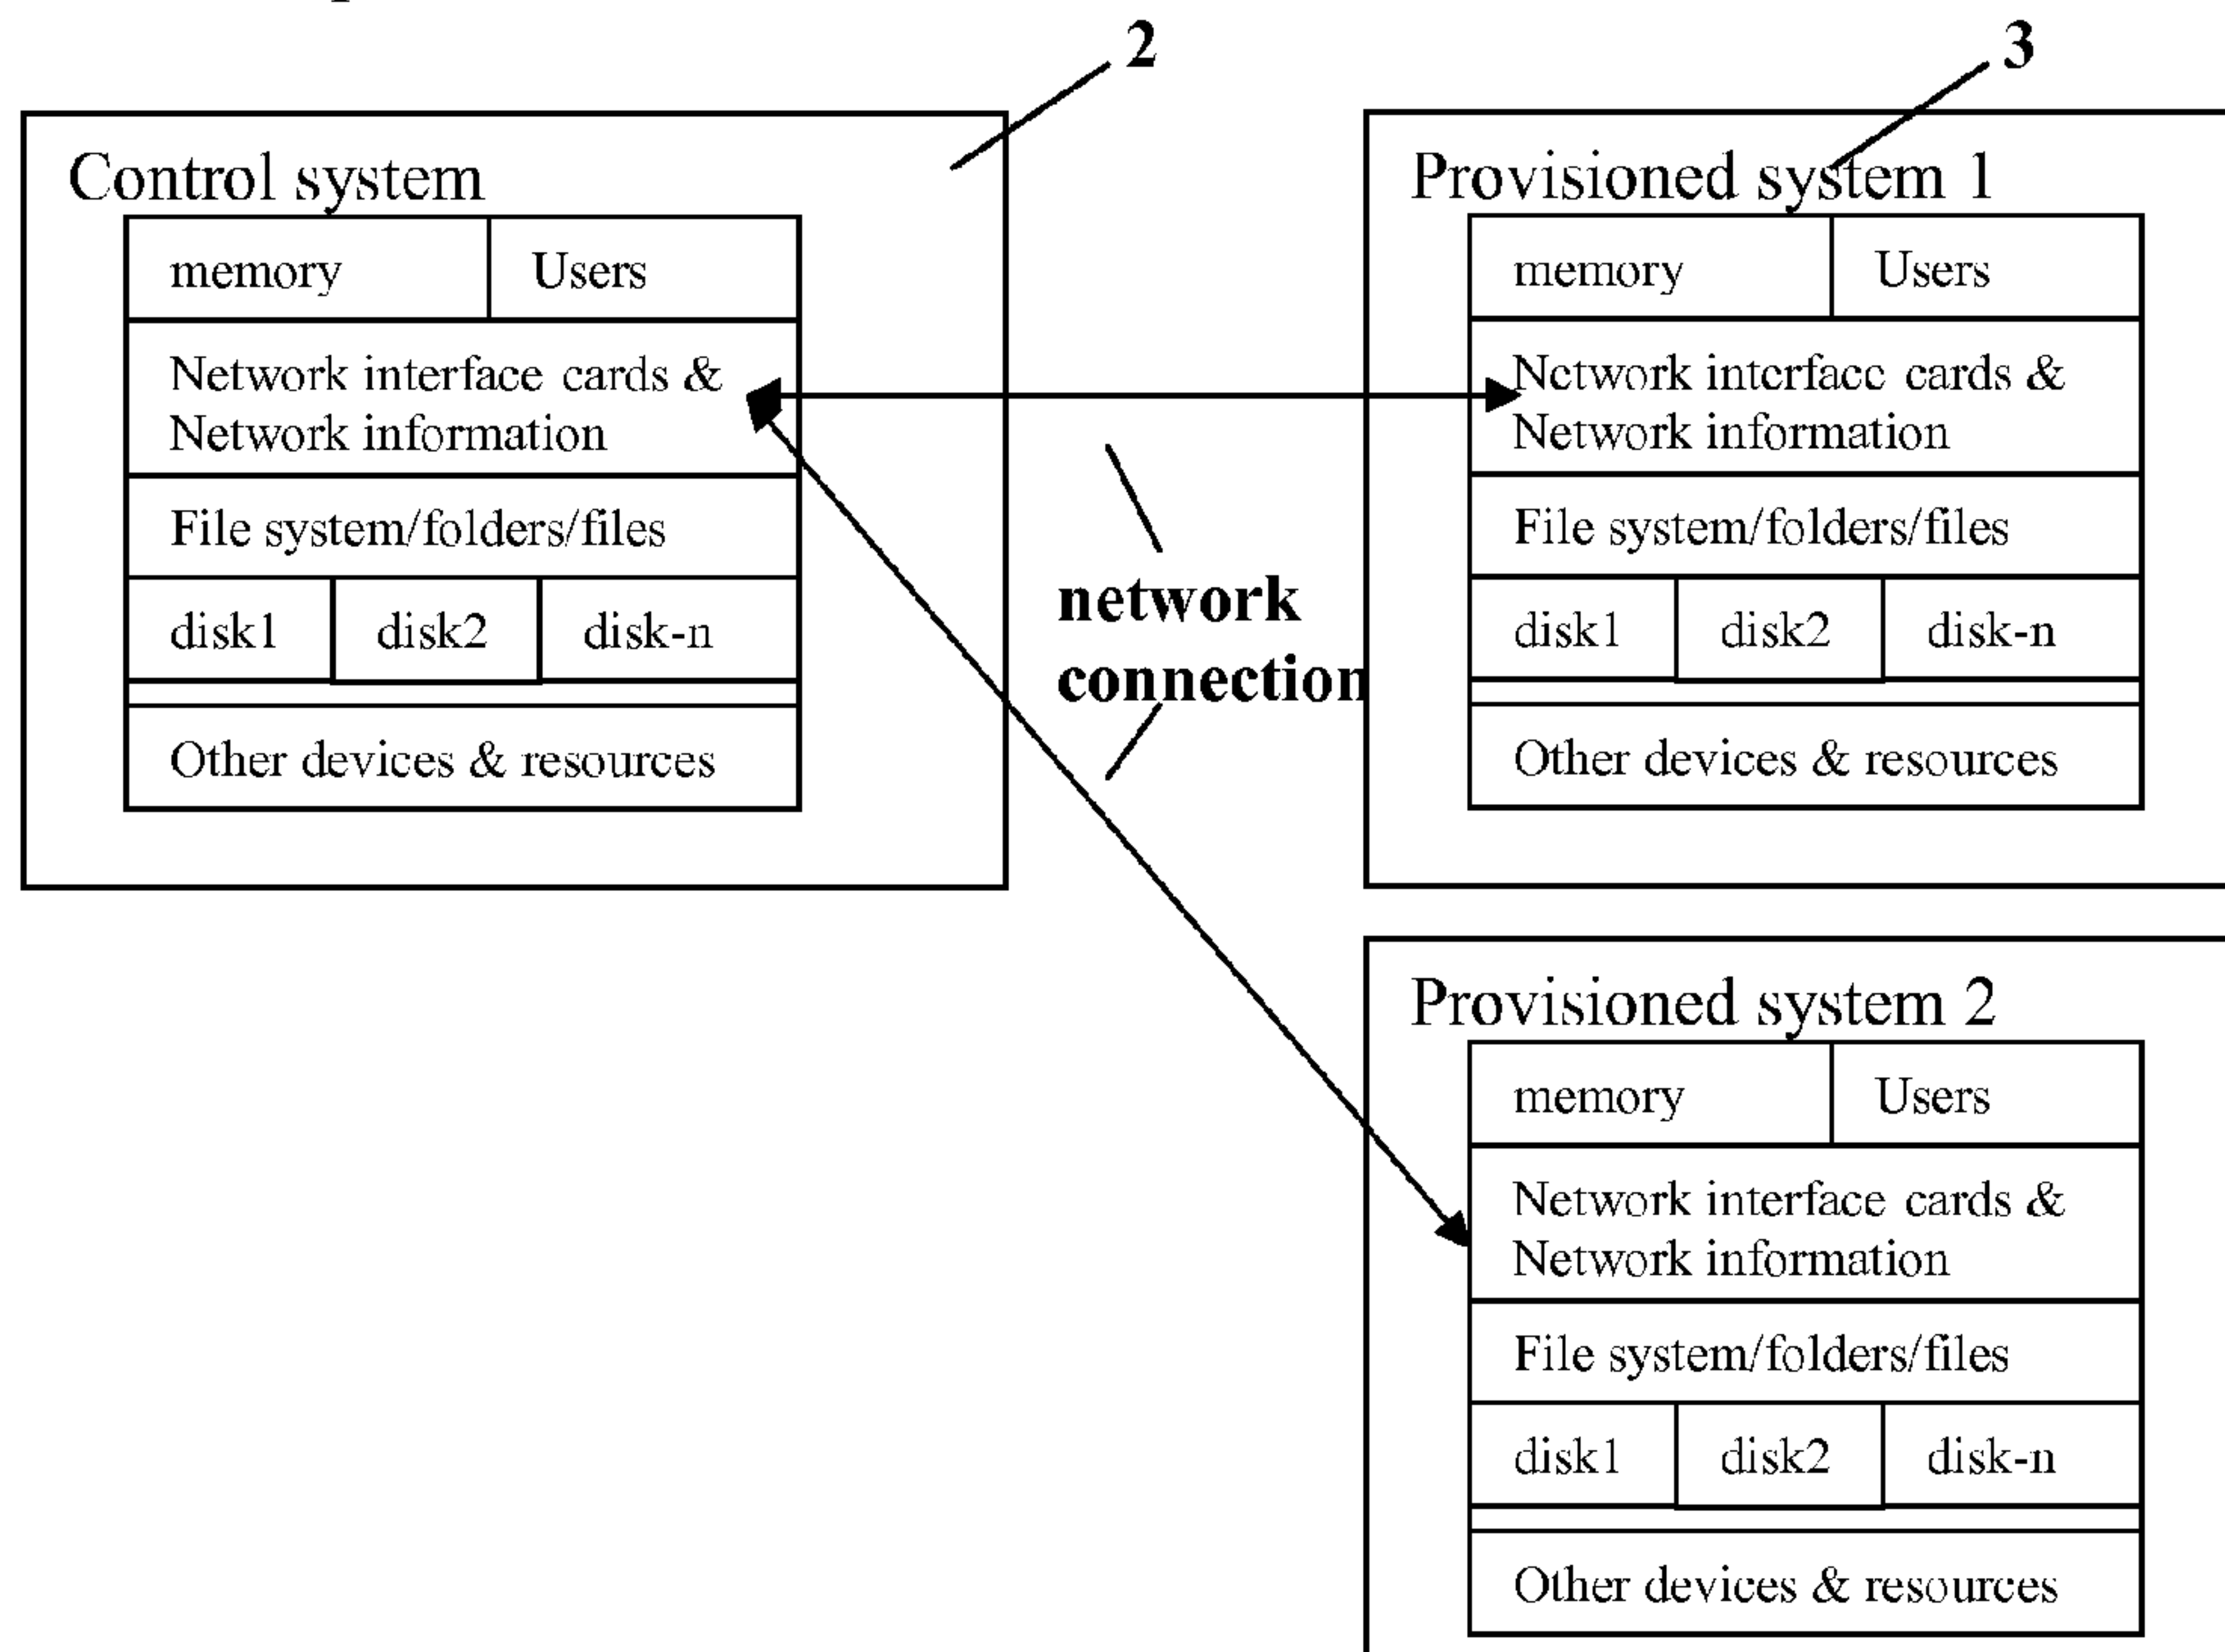 2
3
Control system
memory
Users
Network interface cards &
Network information
File system/folders/files
disk1
disk2
disk-n
Other devices & resources
network
connection
Provisioned system 1
memory
Users
Network interface cards &
Network information
File system/folders/files
disk1
disk2
disk-n
Other devices & resources
Provisioned system 2
memory
Users
Network interface cards &
Network information
File system/folders/files
disk1
disk2
disk-n
Other devices & resources